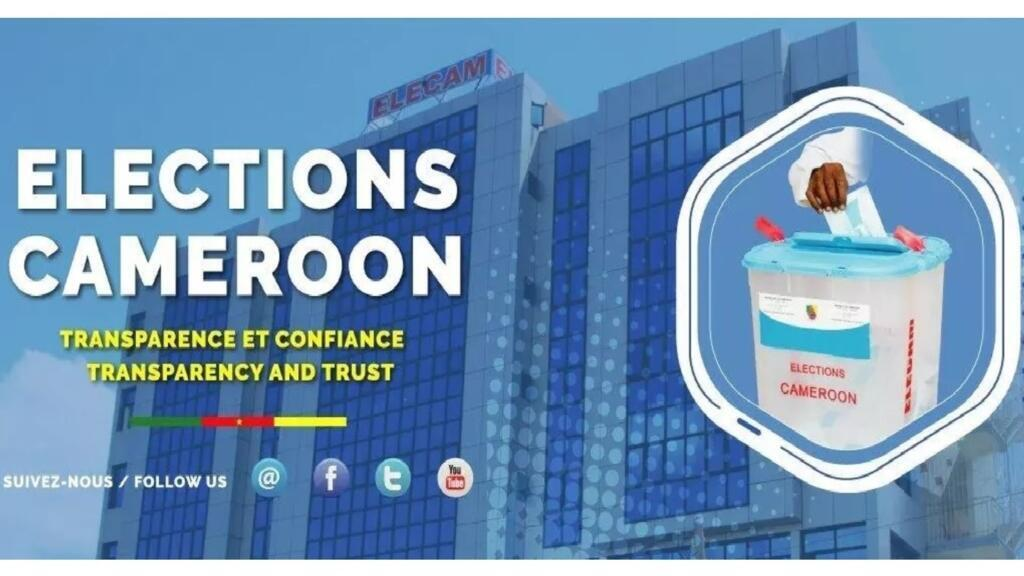 ELECAM
ELECTIONS
CAMEROON
TRANSPARENCE ET CONFIANCE
TRANSPARENCY AND TRUST
SUIVEZ-NOUS / FOLLOW US
@
f
t
You
Tube
ELECTIONS
CAMEROON
ELECAM